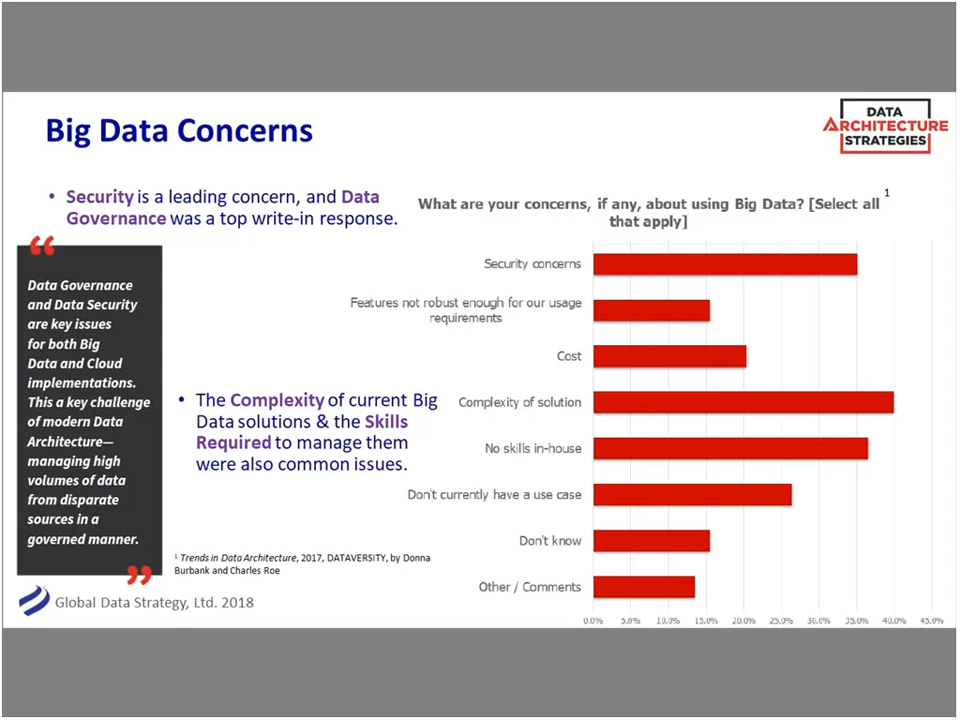 Big Data Concerns
DATA
ARCHITECTURE
STRATEGIES
• Security is a leading concern, and Data
Governance was a top write-in response.
“
Data Governance
and Data Security
are key issues
for both Big
Data and Cloud
implementations.
This a key challenge
of modern Data
Architecture—
managing high
volumes of data
from disparate
sources in a
governed manner.
”
• The Complexity of current Big
Data solutions & the Skills
Required to manage them
were also common issues.
What are your concerns, if any, about using Big Data? [Select all 1
that apply]
Security concerns
Features not robust enough for our usage
requirements
Cost
Complexity of solution
No skills in-house
Don't currently have a use case
Don't know
Other / Comments
0.0% 5.0% 10.0% 15.0% 20.0% 25.0% 30.0% 35.0% 40.0% 45.0%
1 Trends in Data Architecture, 2017, DATAVERSITY, by Donna
Burbank and Charles Roe
Global Data Strategy, Ltd. 2018